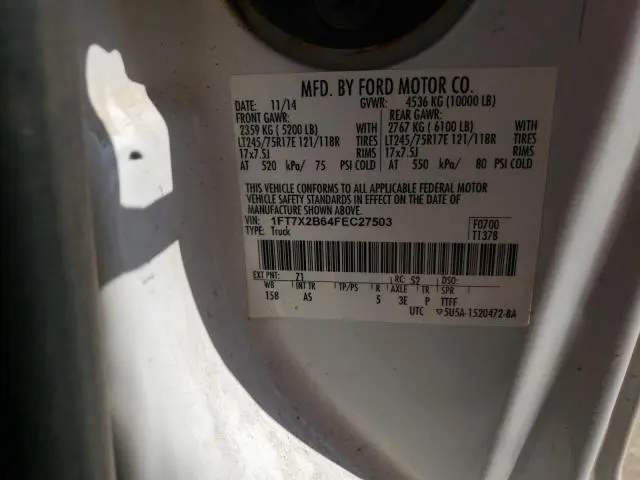 MFD. BY FORD MOTOR CO.
DATE: 11/14 GVWR: 4536 KG (10000 LB)
FRONT GAWR: REAR GAWR:
2359 KG ( 5200 LB) WITH 2767 KG ( 6100 LB) WITH
LT245/75R17E 121/118R TIRES LT245/75R17E 121/118R TIRES
17x7.5J RIMS 17x7.5J RIMS
AT 520 kPa/ 75 PSI COLD AT 550 kPa/ 80 PSI COLD
THIS VEHICLE CONFORMS TO ALL APPLICABLE FEDERAL MOTOR
VEHICLE SAFETY STANDARDS IN EFFECT ON THE DATE OF
MANUFACTURE SHOWN ABOVE.
VIN: 1FT7X2B64FEC27503 F0700
TYPE: Truck TT378
EXT PNT: Z1 RC: 52 DSO:
WB INT TR TP/PS R AXLE TR SPR
158 AS 5 3E P TTFF
UTC ▽5U5A-1520472-BA